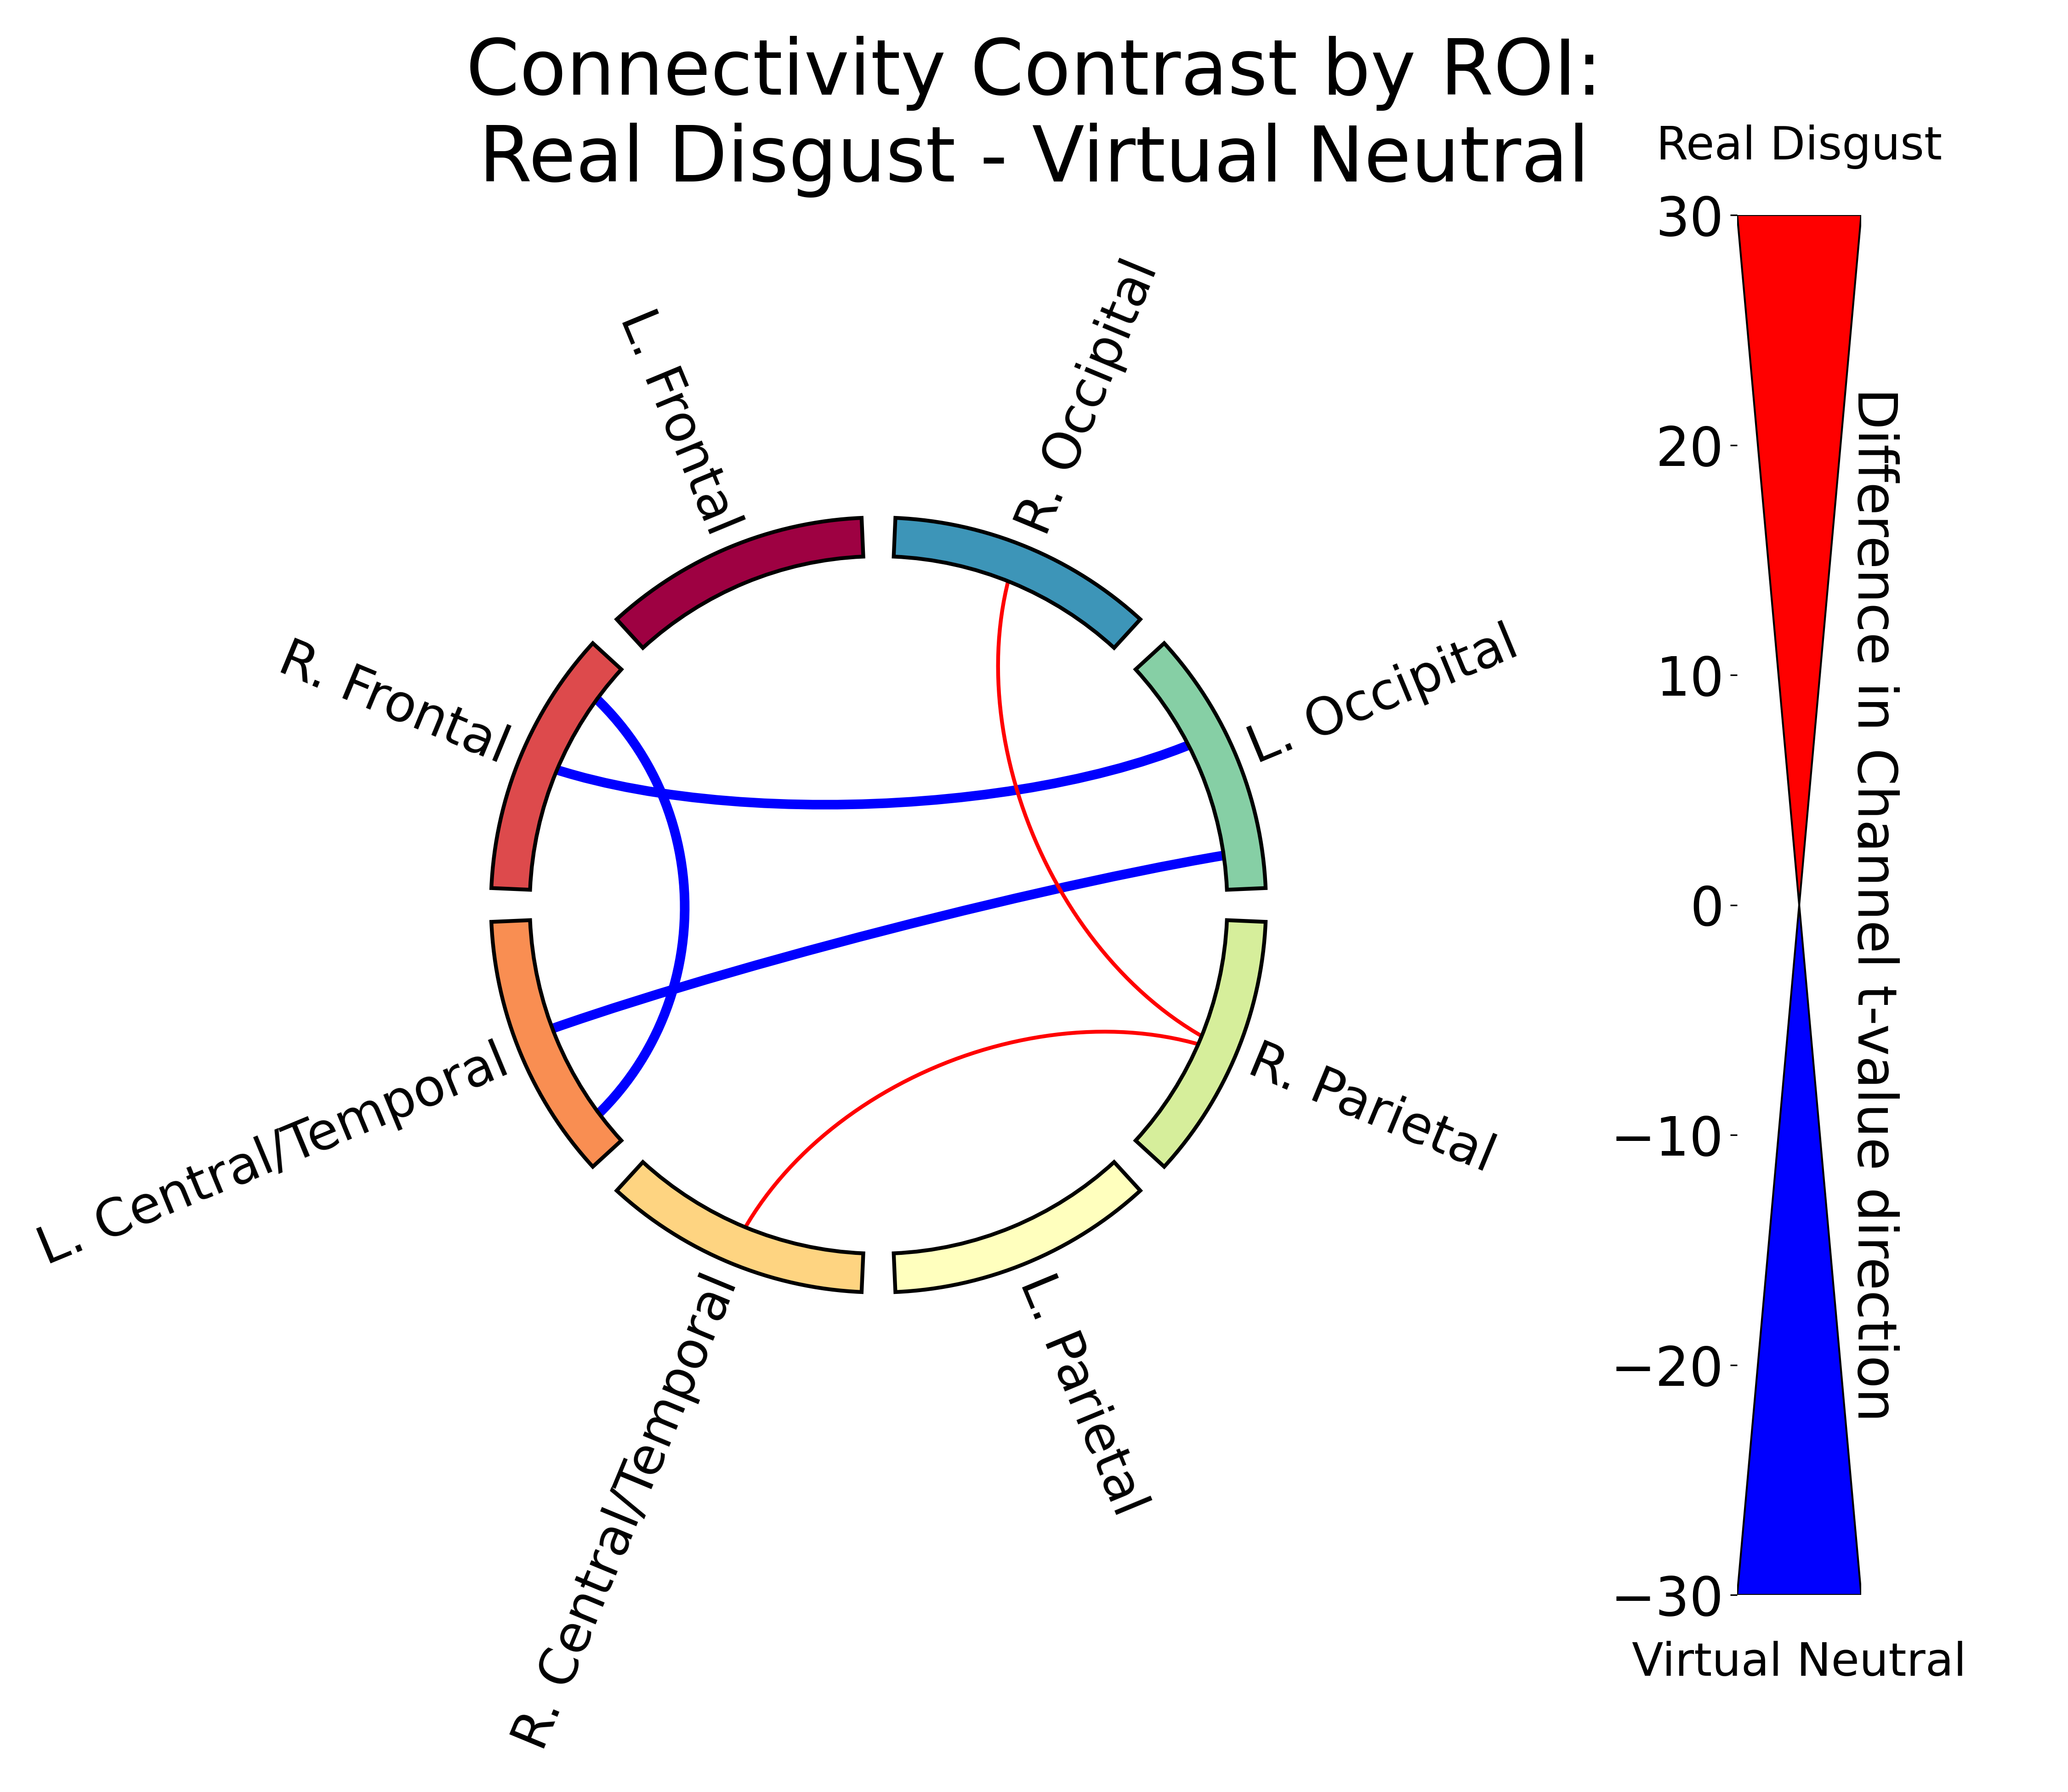 Connectivity Contrast by ROI:
Real Disgust - Virtual Neutral
Real Disgust
30
20
10
0
−10
−20
−30
Virtual Neutral
Difference in Channel t-value direction
L. Frontal
R. Occipital
R. Frontal
L. Occipital
L. Central/Temporal
R. Parietal
R. Central/Temporal
L. Parietal